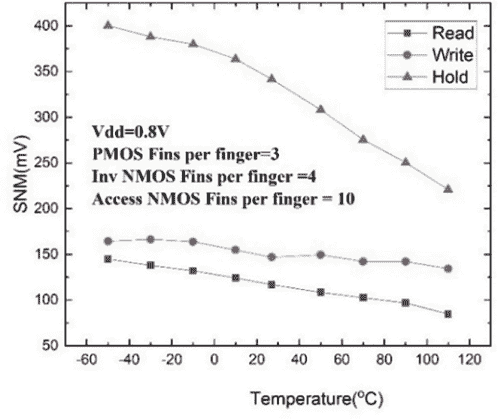 400
350
300
250
200
150
100
50
SNM(mV)
Read
Write
Hold
Vdd=0.8V
PMOS Fins per finger=3
Inv NMOS Fins per finger =4
Access NMOS Fins per finger = 10
-60 -40 -20 0 20 40 60 80 100 120
Temperature(°C)